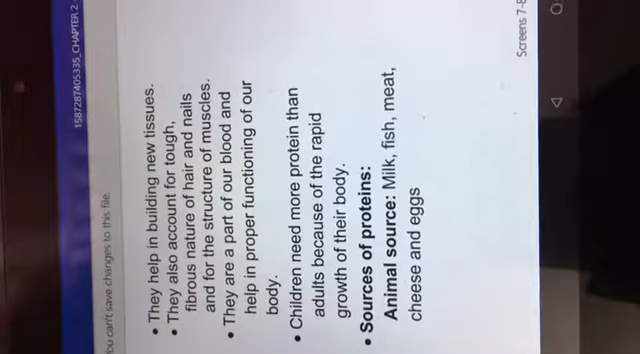 1587287405335_CHAPTER 2
You can't save changes to this file.
• They help in building new tissues.
• They also account for tough,
fibrous nature of hair and nails
and for the structure of muscles.
• They are a part of our blood and
help in proper functioning of our
body.
• Children need more protein than
adults because of the rapid
growth of their body.
• Sources of proteins:
Animal source: Milk, fish, meat,
cheese and eggs
Screens 7-8